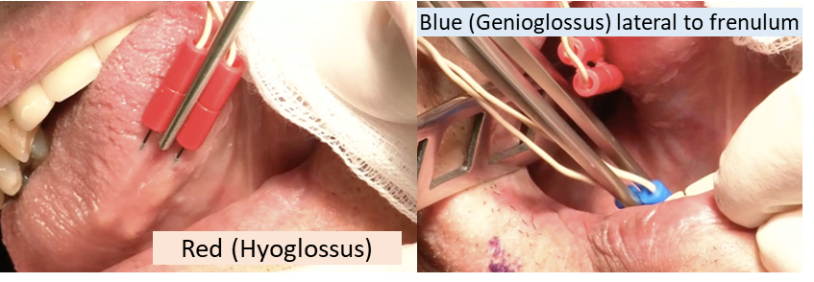 Blue (Genioglossus) lateral to frenulum
Red (Hyoglossus)